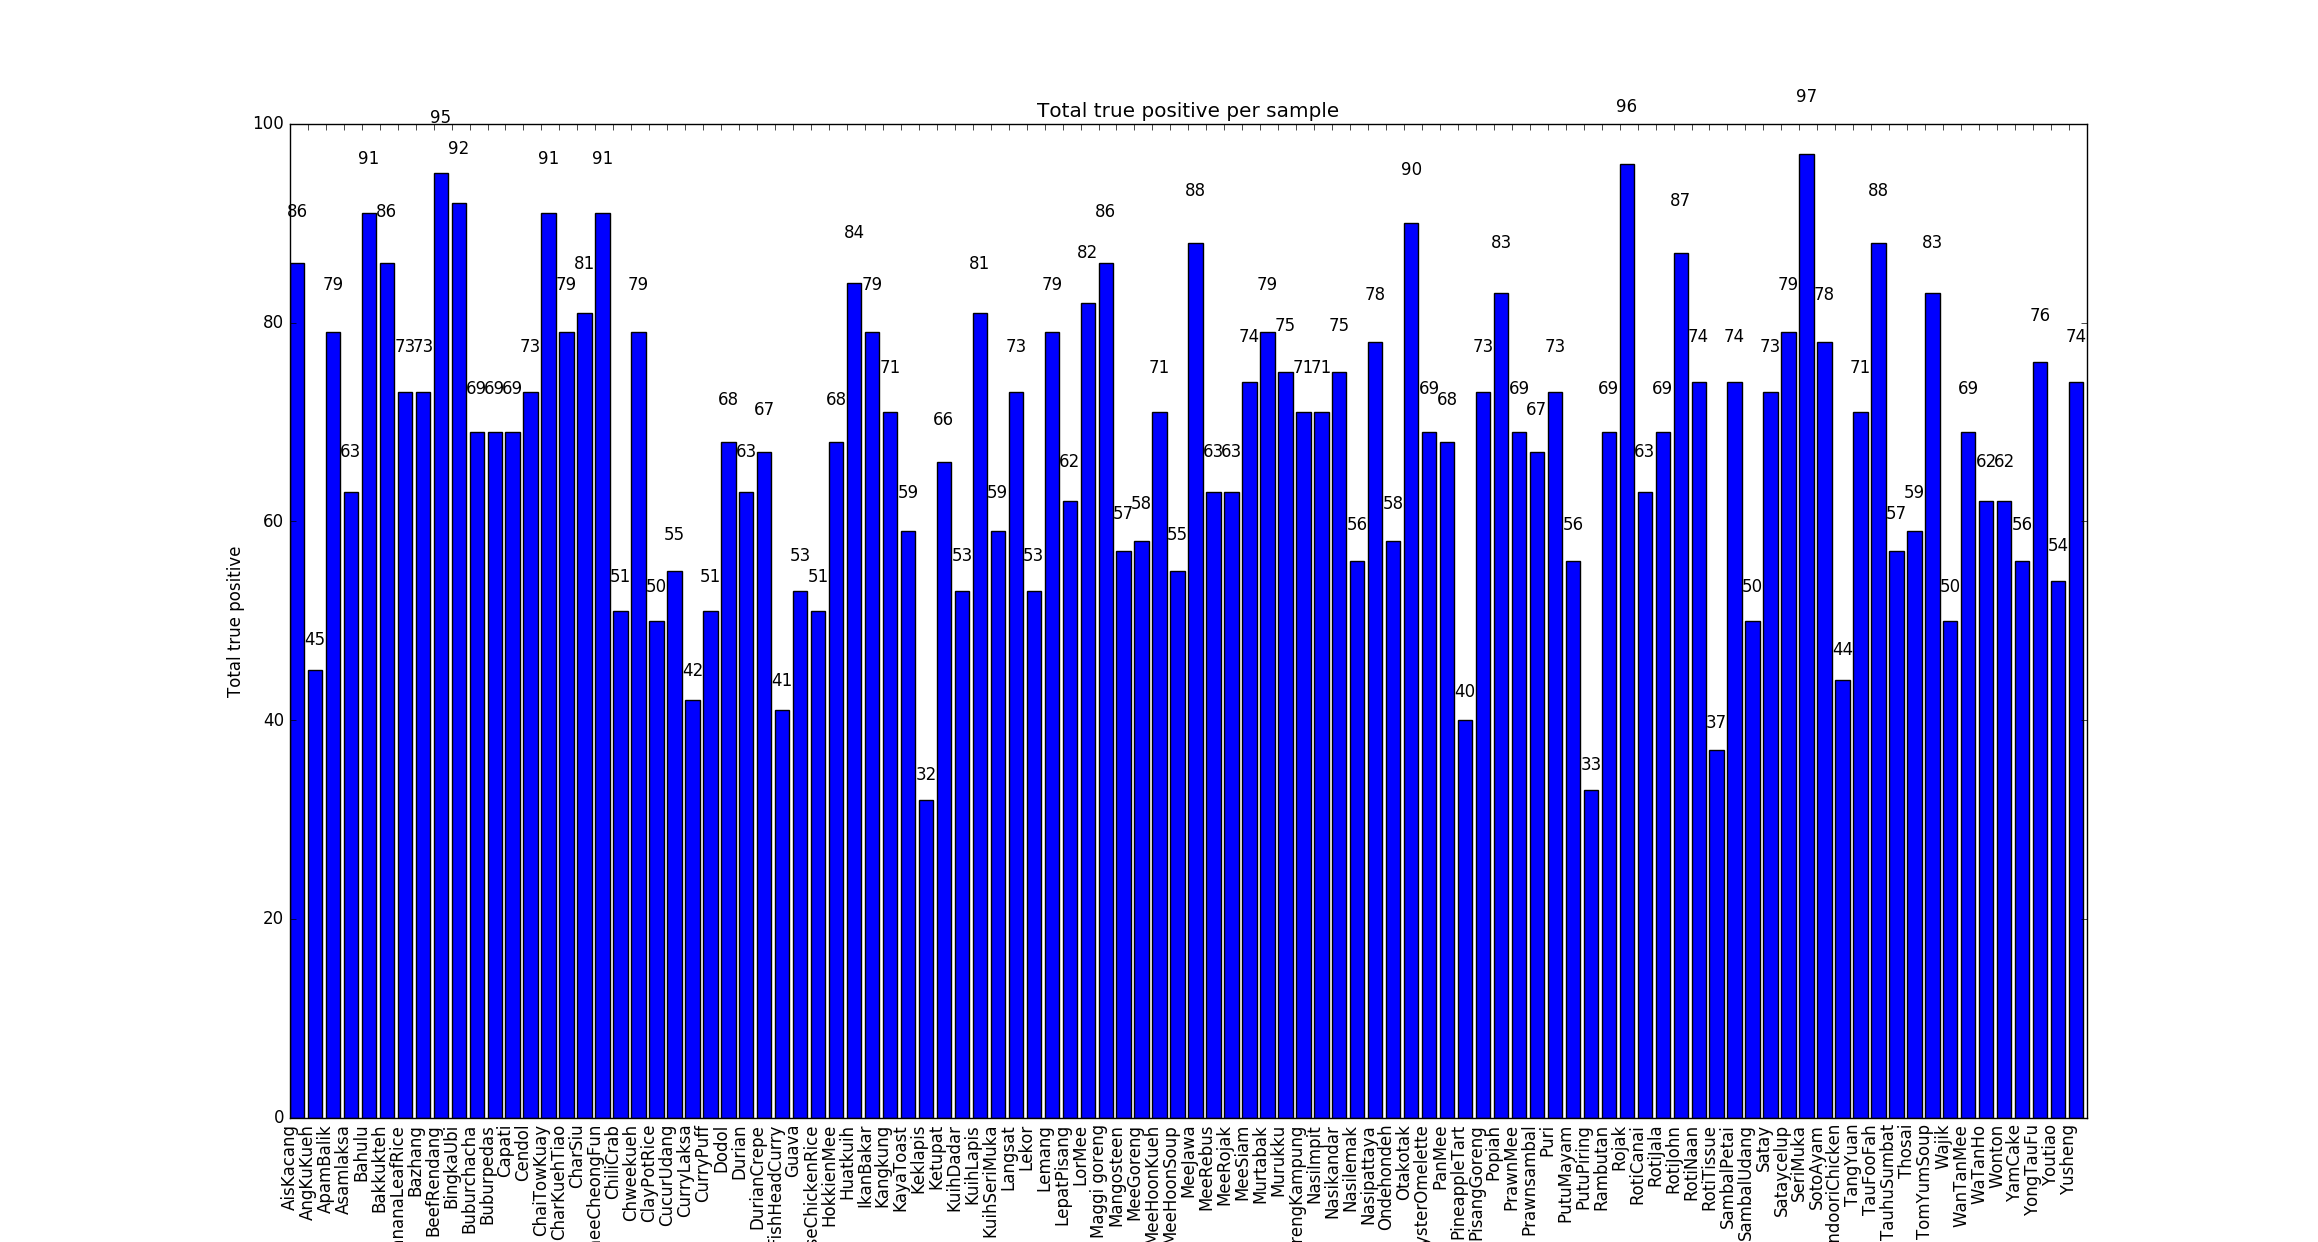 Total true positive per sample
Total true positive
100
80
60
40
20
0
86
45
79
63
91
86
73
73
95
92
69
69
69
73
91
79
81
91
51
79
50
55
42
51
68
63
67
41
53
51
68
84
79
71
59
32
66
53
81
59
73
53
79
62
82
86
57
58
71
55
88
63
63
74
79
75
71
71
75
56
78
58
90
69
68
40
73
83
69
67
73
56
33
69
96
63
69
87
74
37
74
50
73
79
97
78
44
71
88
57
59
83
50
69
62
62
56
76
54
74
AisKacang
AngKuKueh
ApamBalik
Asamlaksa
Bahulu
Bakkukteh
nanaLeafRice
Bazhang
BeefRendang
BingkaUbi
Buburchacha
Buburpedas
Capati
Cendol
ChaiTowKuay
CharKuehTiao
CharSiu
eeCheongFun
ChiliCrab
Chweekueh
ClayPotRice
CucurUdang
CurryLaksa
CurryPuff
Dodol
Durian
DurianCrepe
FishHeadCurry
Guava
seChickenRice
HokkienMee
Huatkuih
IkanBakar
Kangkung
KayaToast
Keklapis
Ketupat
KuihDadar
KuihLapis
KuihSeriMuka
Langsat
Lekor
Lemang
LepatPisang
LorMee
Maggi goreng
Mangosteen
MeeGoreng
MeeHoonKueh
MeeHoonSoup
MeeJawa
MeeRebus
MeeRojak
MeeSiam
Murtabak
Murukku
rengKampung
NasiImpit
Nasikandar
Nasilemak
Nasipattaya
Ondehondeh
Otakotak
ysterOmelette
PanMee
PineappleTart
PisangGoreng
Popiah
PrawnMee
Prawnsambal
Puri
PutuMayam
PutuPiring
Rambutan
Rojak
RotiCanai
RotiJala
RotiJohn
RotiNaan
RotiTissue
SambalPetai
SambalUdang
Satay
Sataycelup
SeriMuka
SotoAyam
ndooriChicken
TangYuan
TauFooFah
TauhuSumbat
Thosai
TomYumSoup
Wajik
WanTanMee
WaTanHo
Wonton
YamCake
YongTauFu
Youtiao
Yusheng